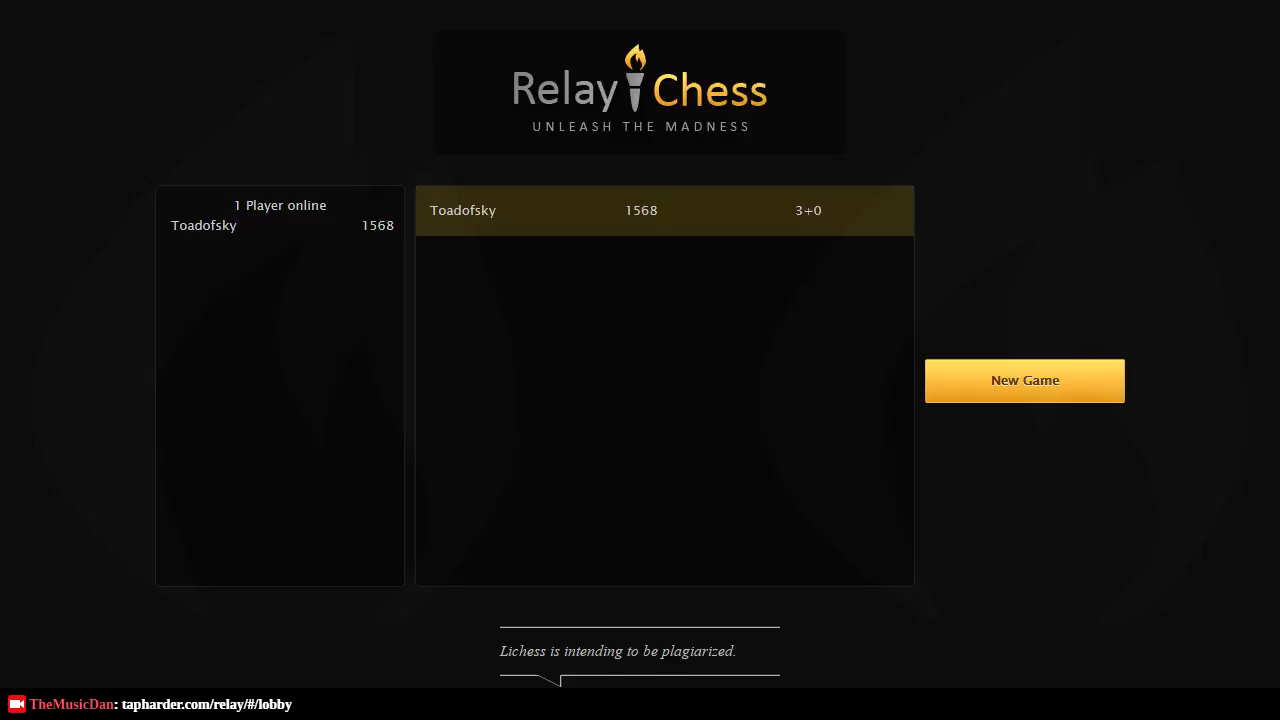 Relay Chess
UNLEASH THE MADNESS
1 Player online
Toadofsky 1568
Toadofsky 1568 3+0
New Game
Lichess is intending to be plagiarized.
TheMusicDan: tapharder.com/relay/#/lobby